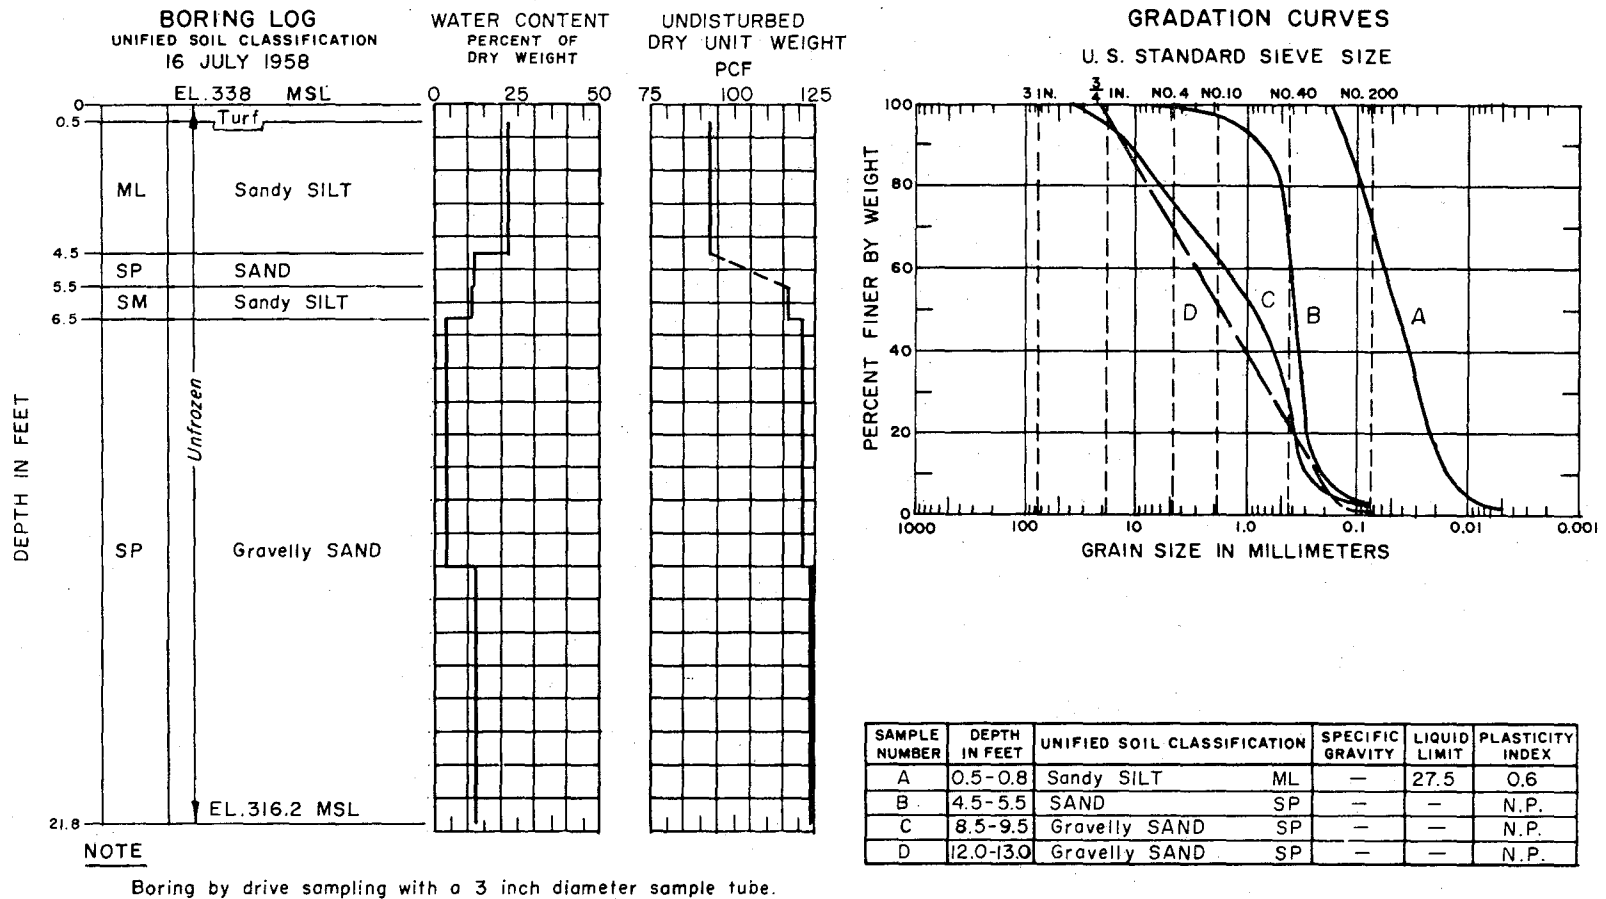 BORING LOG
UNIFIED SOIL CLASSIFICATION
16 JULY 1958
EL.338 MSL
0
0.5
Turf
ML Sandy SILT
4.5
SP SAND
5.5
SM Sandy SILT
6.5
Unfrozen
DEPTH IN FEET
SP Gravelly SAND
EL.316.2 MSL
21.8
WATER CONTENT
PERCENT OF
DRY WEIGHT
0 25 50
UNDISTURBED
DRY UNIT WEIGHT
PCF
75 100 125
GRADATION CURVES
U.S. STANDARD SIEVE SIZE
3 IN. 3/4 IN. NO.4 NO.10 NO.40 NO.200
PERCENT FINER BY WEIGHT
100
80
60
40
20
0
D C B A
1000 100 10 1.0 0.1 0.01 0.001
GRAIN SIZE IN MILLIMETERS
SAMPLE NUMBER DEPTH IN FEET UNIFIED SOIL CLASSIFICATION SPECIFIC GRAVITY LIQUID LIMIT PLASTICITY INDEX
A 0.5-0.8 Sandy SILT ML — 27.5 0.6
B 4.5-5.5 SAND SP — — N.P.
C 8.5-9.5 Gravelly SAND SP — — N.P.
D 12.0-13.0 Gravelly SAND SP — — N.P.
NOTE
Boring by drive sampling with a 3 inch diameter sample tube.